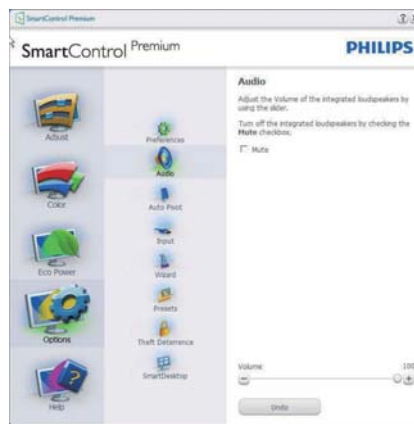 SmartControl Premium
SmartControl Premium
PHILIPS
Adjust
Color
Eco Power
Options
Help
Preferences
Audio
Auto Pivot
Input
Wizard
Presets
Theft Deterrence
SmartDesktop
Audio
Adjust the Volume of the integrated loudspeakers by
using the slider.
Turn off the integrated loudspeakers by checking the
Mute checkbox.
Mute
Volume
100
Undo